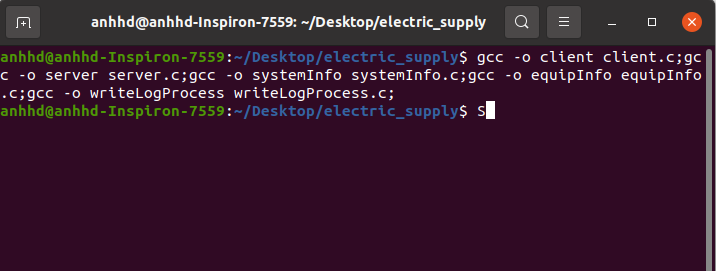 anhhd@anhhd-Inspiron-7559: ~/Desktop/electric_supply
anhhd@anhhd-Inspiron-7559:~/Desktop/electric_supply$ gcc -o client client.c;gc
c -o server server.c;gcc -o systemInfo systemInfo.c;gcc -o equipInfo equipInfo
.c;gcc -o writeLogProcess writeLogProcess.c;
anhhd@anhhd-Inspiron-7559:~/Desktop/electric_supply$ S